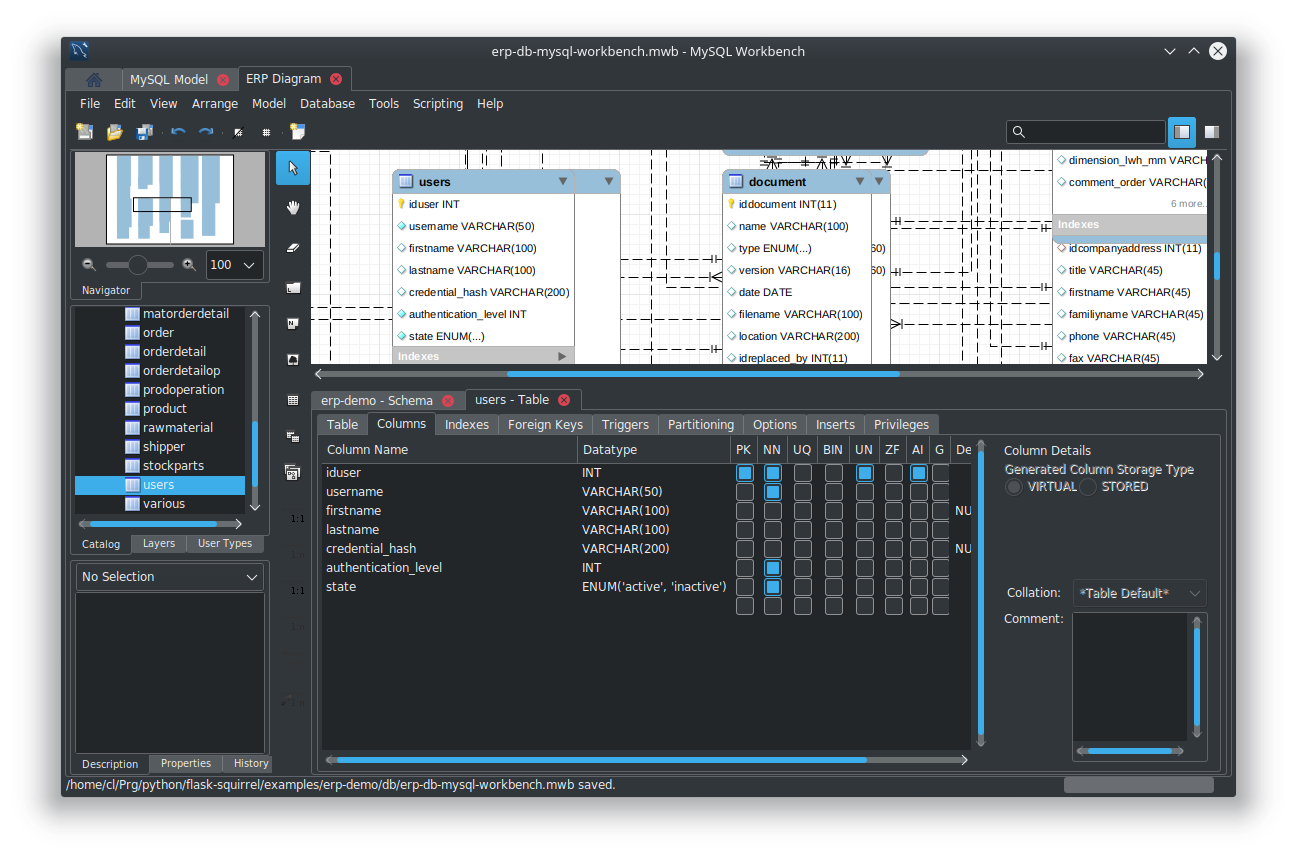 erp-db-mysql-workbench.mwb - MySQL Workbench
MySQL Model
ERP Diagram
File Edit View Arrange Model Database Tools Scripting Help
100
Navigator
matorderdetail
order
orderdetail
orderdetailop
prodoperation
product
rawmaterial
shipper
stockparts
users
various
Catalog Layers User Types
No Selection
Description Properties History
1:1
1:1
users
iduser INT
username VARCHAR(50)
firstname VARCHAR(100)
lastname VARCHAR(100)
credential_hash VARCHAR(200)
authentication_level INT
state ENUM(...)
Indexes
document
iddocument INT(11)
name VARCHAR(100)
type ENUM(...)
60)
version VARCHAR(16)
60)
date DATE
filename VARCHAR(100)
location VARCHAR(200)
idreplaced_by INT(11)
dimension_lwh_mm VARCH
comment_order VARCHAR(
6 more..
Indexes
idcompanyaddress INT(11)
title VARCHAR(45)
firstname VARCHAR(45)
familiyname VARCHAR(45)
phone VARCHAR(45)
fax VARCHAR(45)
erp-demo - Schema
users - Table
Table Columns Indexes Foreign Keys Triggers Partitioning Options Inserts Privileges
Column Name Datatype PK NN UQ BIN UN ZF AI G De
iduser INT
username VARCHAR(50)
firstname VARCHAR(100) NU
lastname VARCHAR(100)
credential_hash VARCHAR(200) NU
authentication_level INT
state ENUM('active', 'inactive')
Column Details
Generated Column Storage Type
VIRTUAL STORED
Collation: *Table Default*
Comment:
/home/cl/Prg/python/flask-squirrel/examples/erp-demo/db/erp-db-mysql-workbench.mwb saved.